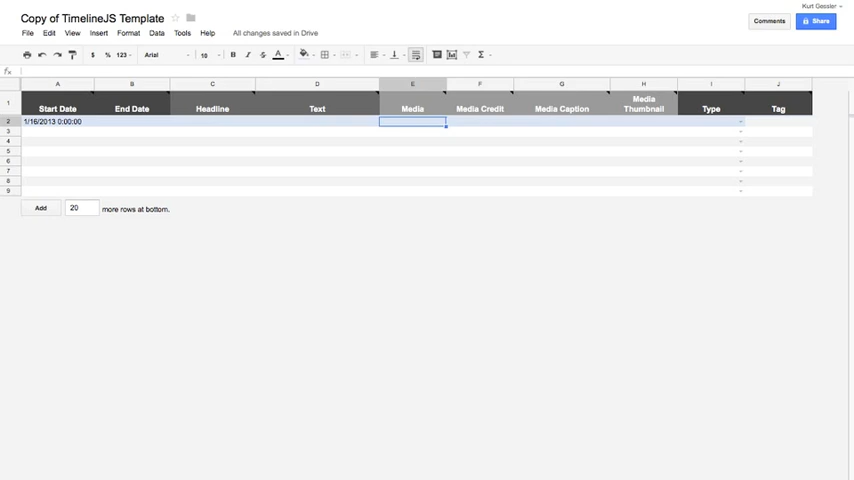 Kurt Gessler
Copy of TimelineJS Template
Comments
Share
File Edit View Insert Format Data Tools Help All changes saved in Drive
$ % 123 Arial 10 B I S A Σ
fx
A B C D E F G H I J
1 Start Date End Date Headline Text Media Media Credit Media Caption Media Thumbnail Type Tag
2 1/16/2013 0:00:00
3
4
5
6
7
8
9
Add 20 more rows at bottom.